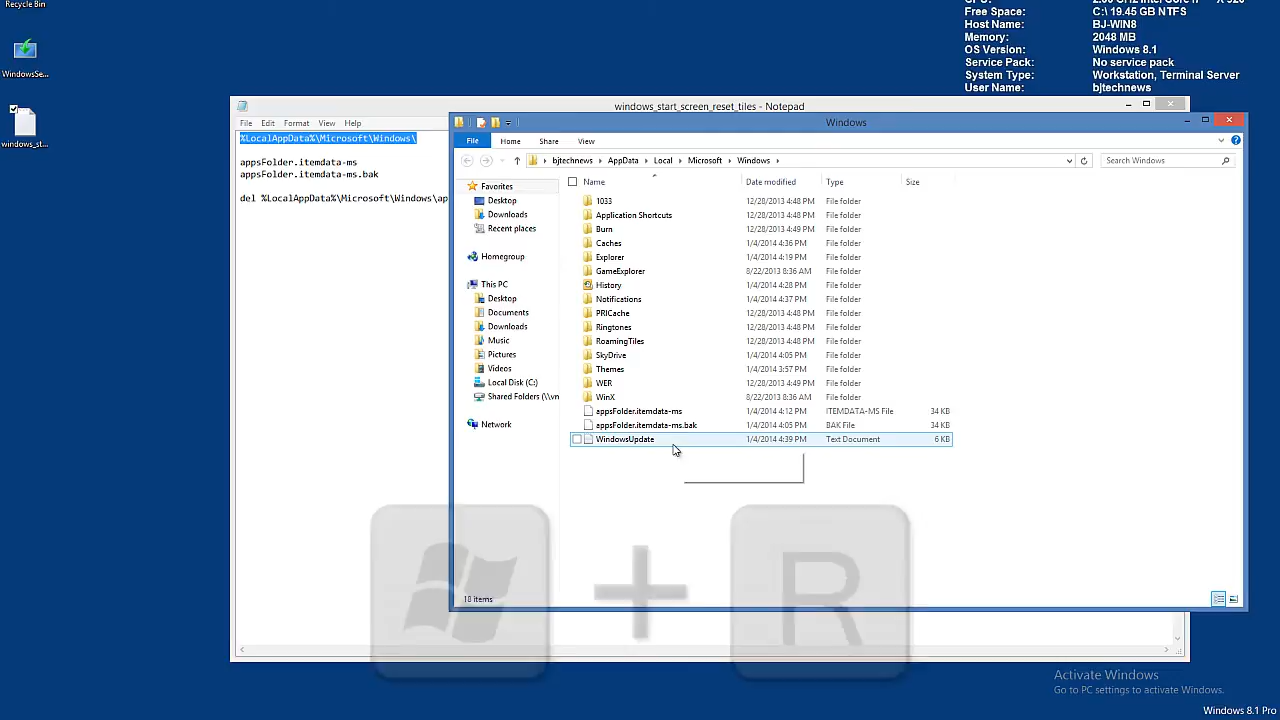 Recycle Bin
C:\ 19.45 GB NTFS
Free Space:
Host Name: BJ-WIN8
Memory: 2048 MB
OS Version: Windows 8.1
Service Pack: No service pack
System Type: Workstation, Terminal Server
User Name: bjtechnews
WindowsSe...
windows_st...
windows_start_screen_reset_tiles - Notepad
File Edit Format View Help
%LocalAppData%\Microsoft\Windows\
appsFolder.itemdata-ms
appsFolder.itemdata-ms.bak
del %LocalAppData%\Microsoft\Windows\ap
Windows
File Home Share View
bjtechnews AppData Local Microsoft Windows
Search Windows
Name Date modified Type Size
Favorites
Desktop
Downloads
Recent places
Homegroup
This PC
Desktop
Documents
Downloads
Music
Pictures
Videos
Local Disk (C:)
Shared Folders (\\vn
Network
1033 12/28/2013 4:48 PM File folder
Application Shortcuts 12/28/2013 4:48 PM File folder
Burn 12/28/2013 4:49 PM File folder
Caches 1/4/2014 4:36 PM File folder
Explorer 1/4/2014 4:19 PM File folder
GameExplorer 8/22/2013 8:36 AM File folder
History 1/4/2014 4:28 PM File folder
Notifications 1/4/2014 4:37 PM File folder
PRICache 12/28/2013 4:48 PM File folder
Ringtones 12/28/2013 4:48 PM File folder
RoamingTiles 12/28/2013 4:48 PM File folder
SkyDrive 1/4/2014 4:05 PM File folder
Themes 1/4/2014 3:57 PM File folder
WER 12/28/2013 4:49 PM File folder
WinX 8/22/2013 8:36 AM File folder
appsFolder.itemdata-ms 1/4/2014 4:12 PM ITEMDATA-MS File 34 KB
appsFolder.itemdata-ms.bak 1/4/2014 4:05 PM BAK File 34 KB
WindowsUpdate 1/4/2014 4:39 PM Text Document 6 KB
18 items
+ R
Activate Windows
Go to PC settings to activate Windows.
Windows 8.1 Pro